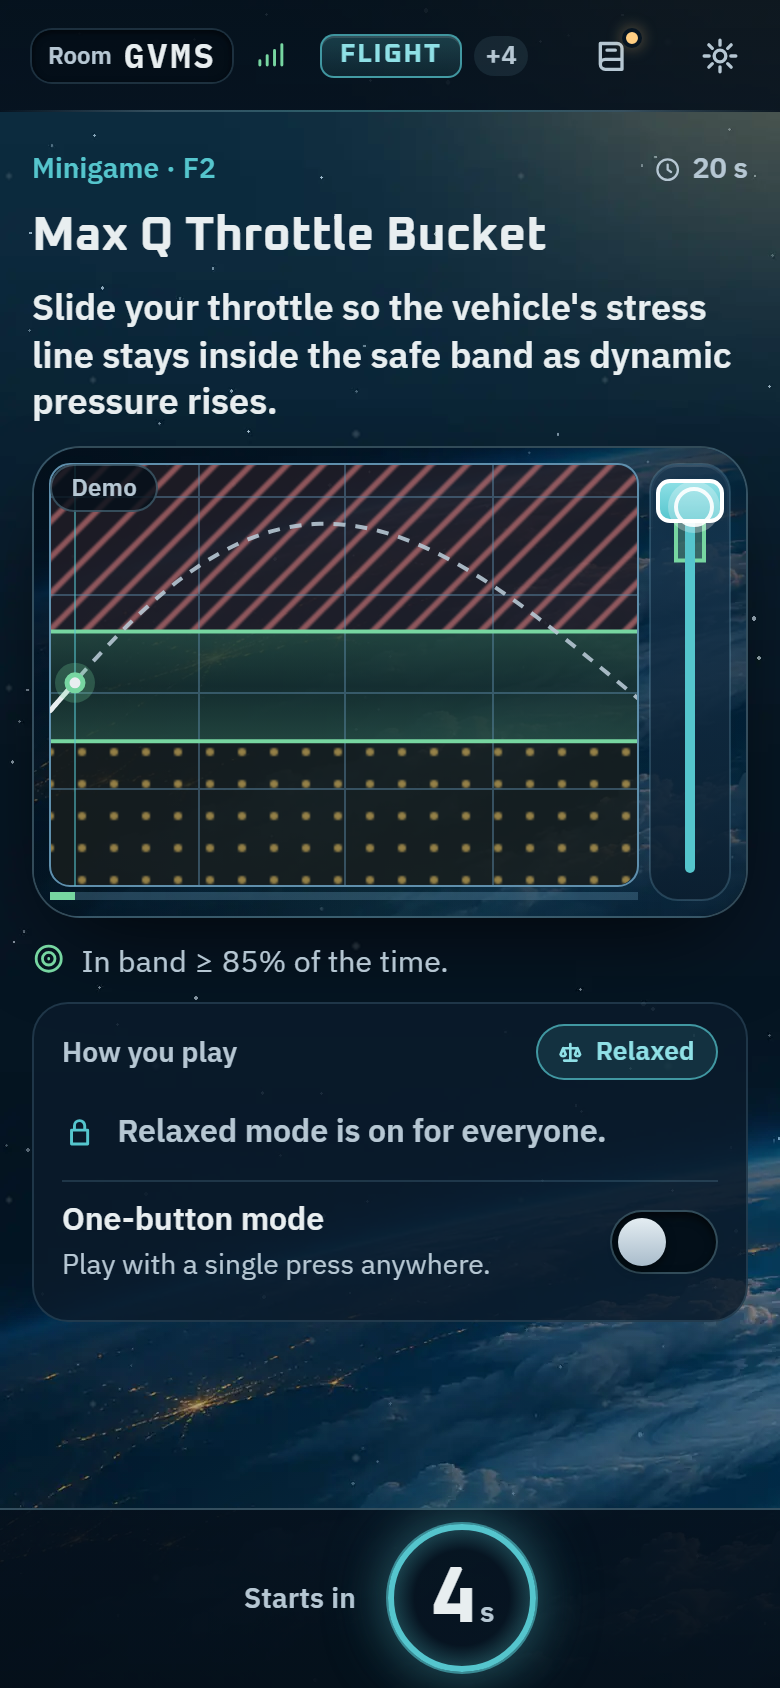 Room GVMS FLIGHT +4
Minigame · F2 20 s
Max Q Throttle Bucket
Slide your throttle so the vehicle's stress
line stays inside the safe band as dynamic
pressure rises.
Demo
In band ≥ 85% of the time.
How you play Relaxed
Relaxed mode is on for everyone.
One-button mode
Play with a single press anywhere.
Starts in 4 s